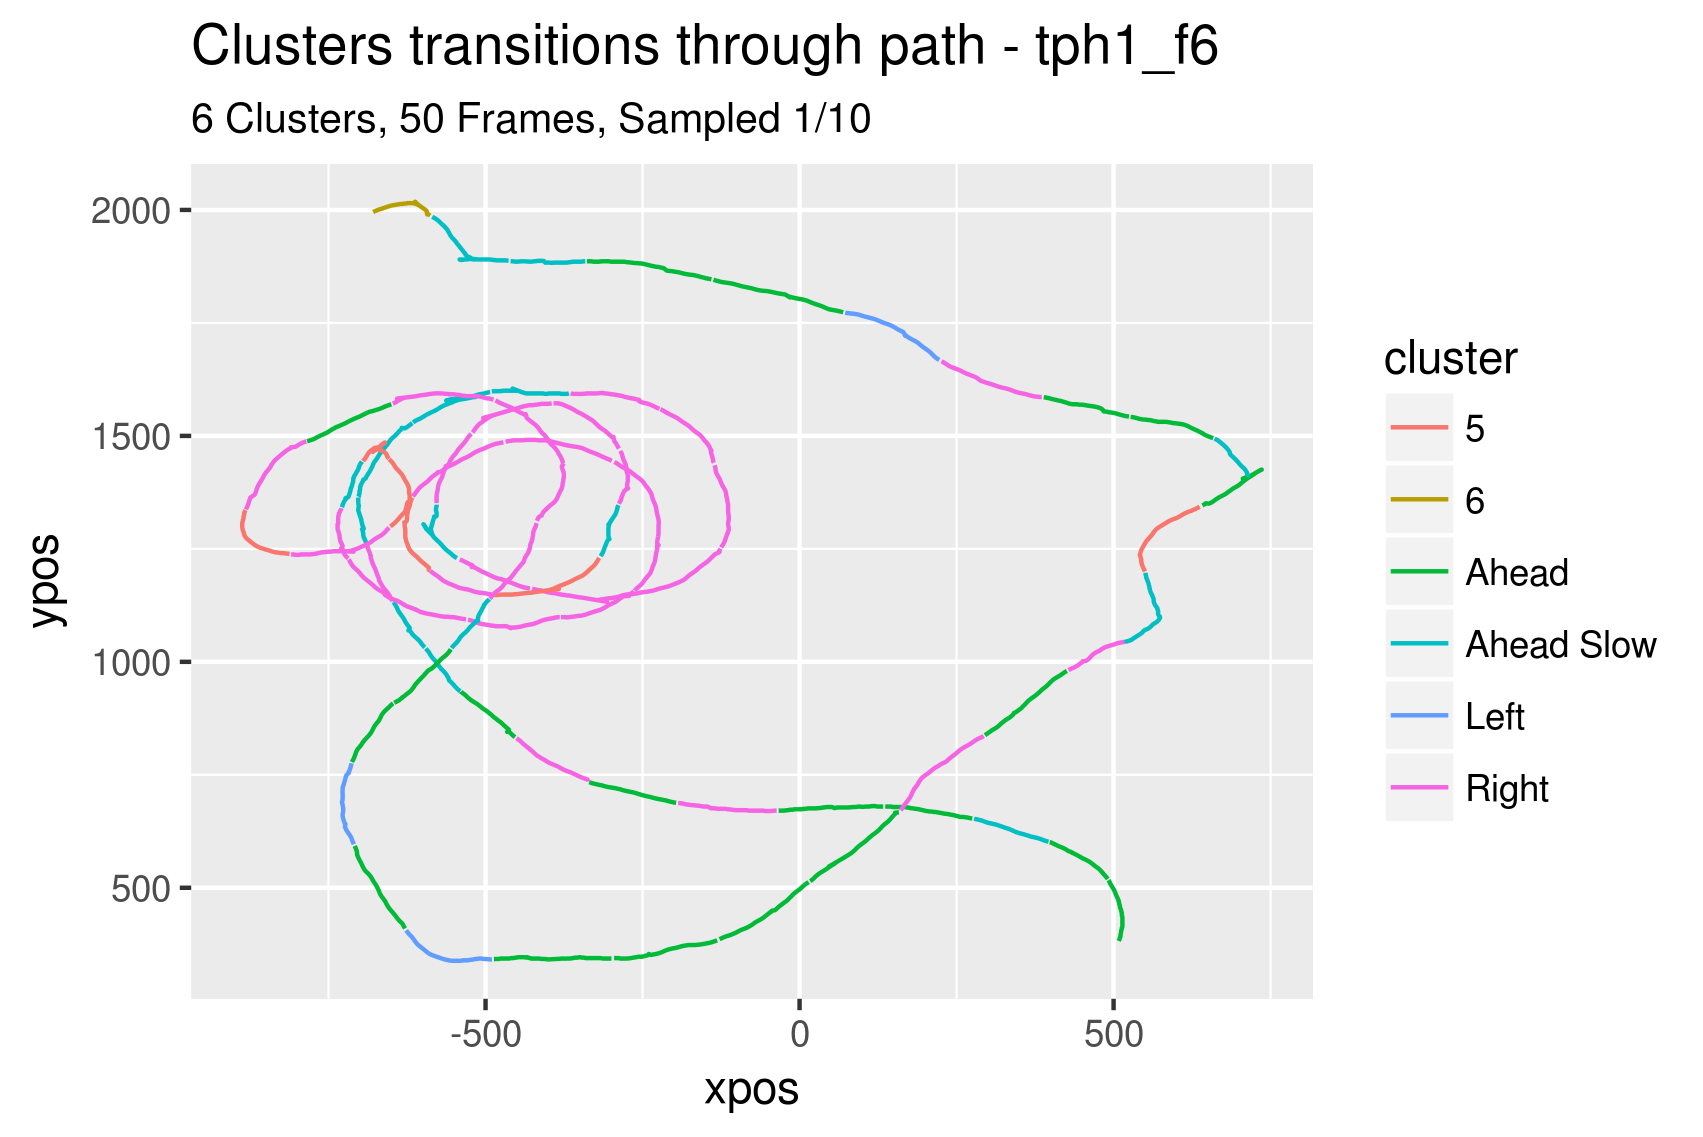 Clusters transitions through path - tph1_f6
6 Clusters, 50 Frames, Sampled 1/10
2000
1500
1000
500
ypos
-500 0 500
xpos
cluster
5
6
Ahead
Ahead Slow
Left
Right